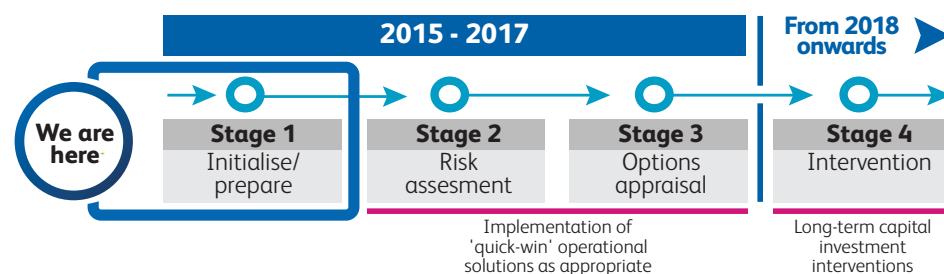 2015 - 2017
From 2018
onwards
We are
here
Stage 1
Initialise/
prepare
Stage 2
Risk
assesment
Stage 3
Options
appraisal
Stage 4
Intervention
Implementation of
'quick-win' operational
solutions as appropriate
Long-term capital
investment
interventions